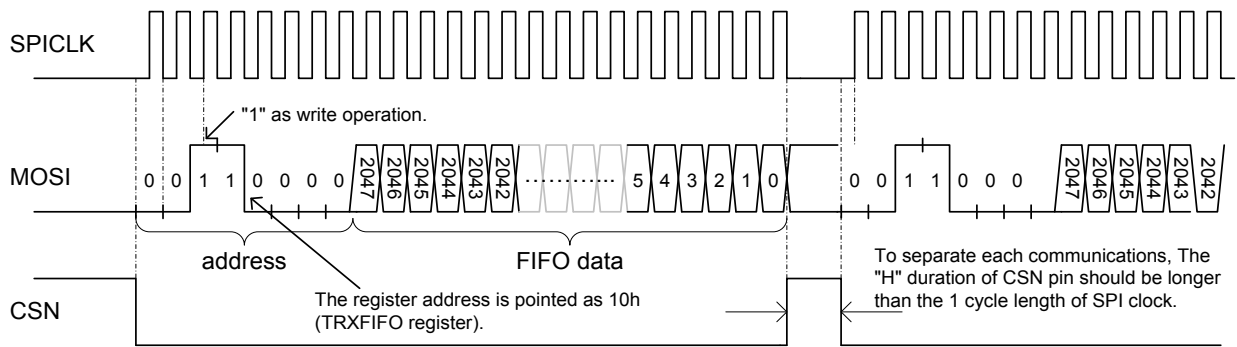 SPICLK
"1" as write operation.
MOSI
0 0 1 1 0 0 0 0 2047 2046 2045 2044 2043 2042 ············ 5 4 3 2 1 0 0 0 1 1 0 0 0 2047 2046 2045 2044 2043 2042
address
FIFO data
To separate each communications, The
"H" duration of CSN pin should be longer
than the 1 cycle length of SPI clock.
The register address is pointed as 10h
(TRXFIFO register).
CSN